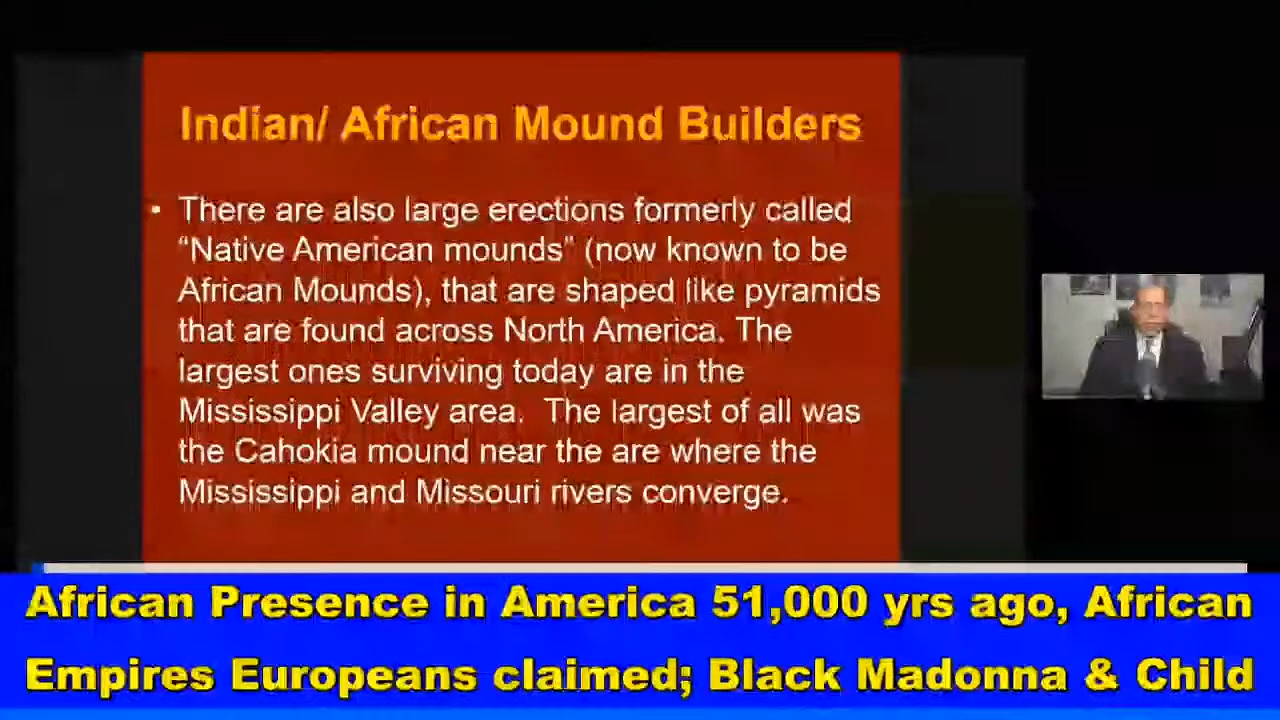 Indian/ African Mound Builders
• There are also large erections formerly called
“Native American mounds” (now known to be
African Mounds), that are shaped like pyramids
that are found across North America. The
largest ones surviving today are in the
Mississippi Valley area. The largest of all was
the Cahokia mound near the are where the
Mississippi and Missouri rivers converge.
African Presence in America 51,000 yrs ago, African
Empires Europeans claimed; Black Madonna & Child